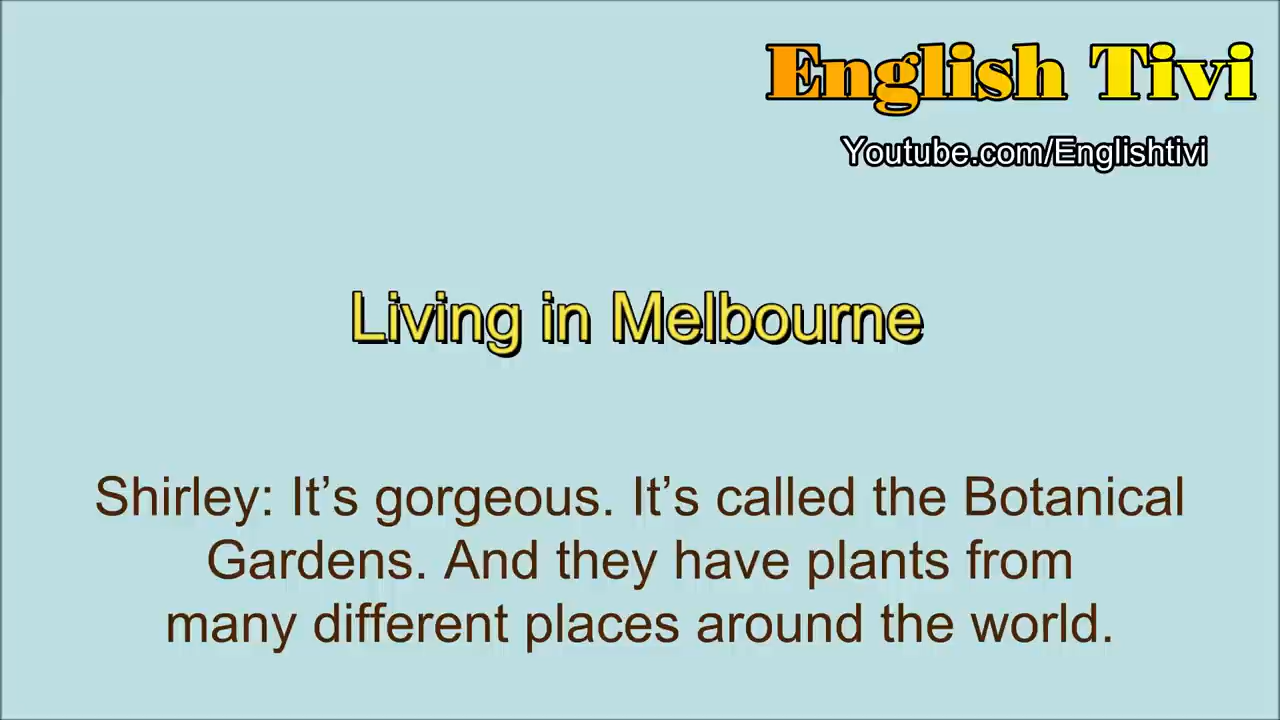 English Tivi
Youtube.com/Englishtivi
Living in Melbourne
Shirley: It’s gorgeous. It’s called the Botanical
Gardens. And they have plants from
many different places around the world.